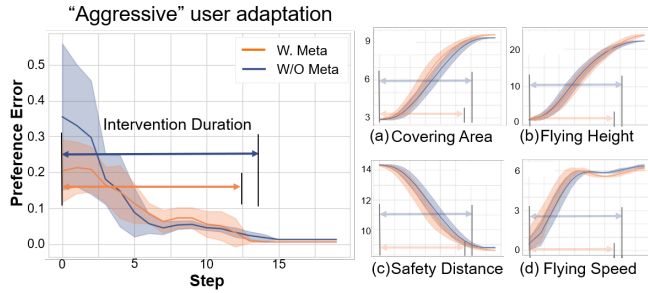 “Aggressive” user adaptation
W. Meta
W/O Meta
Intervention Duration
Preference Error
0.5
0.4
0.3
0.2
0.1
0.0
0
5
10
15
Step
9
6
3
(a) Covering Area
20
10
0
(b) Flying Height
14
12
10
(c) Safety Distance
6
3
0
(d) Flying Speed